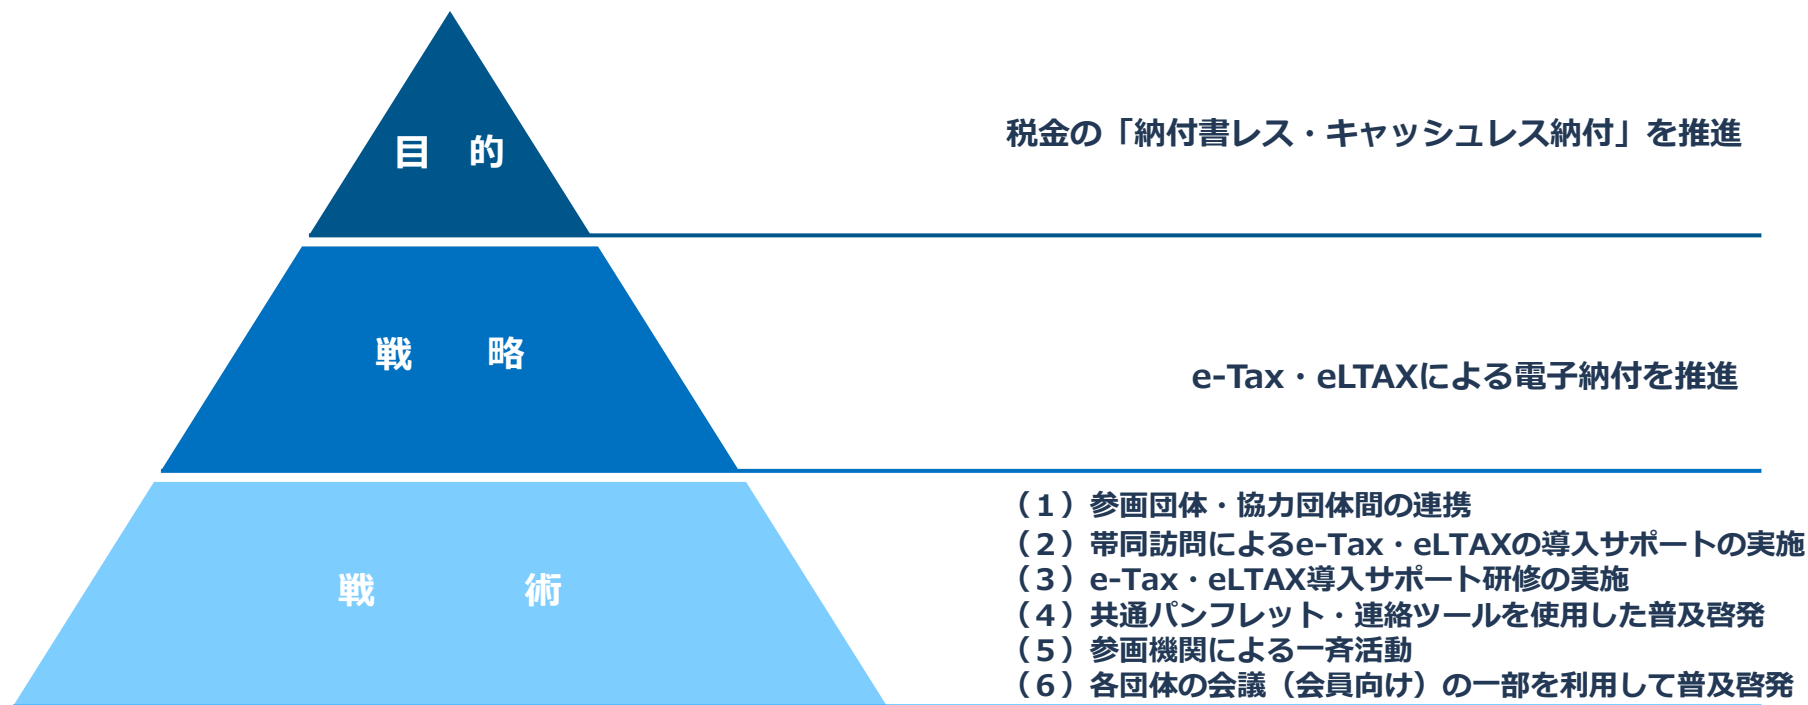 目 的
税金の「納付書レス・キャッシュレス納付」を推進
戦 略
e-Tax・eLTAXによる電子納付を推進
戦 術
（１）参画団体・協力団体間の連携
（２）帯同訪問によるe-Tax・eLTAXの導入サポートの実施
（３）e-Tax・eLTAX導入サポート研修の実施
（４）共通パンフレット・連絡ツールを使用した普及啓発
（５）参画機関による一斉活動
（６）各団体の会議（会員向け）の一部を利用して普及啓発